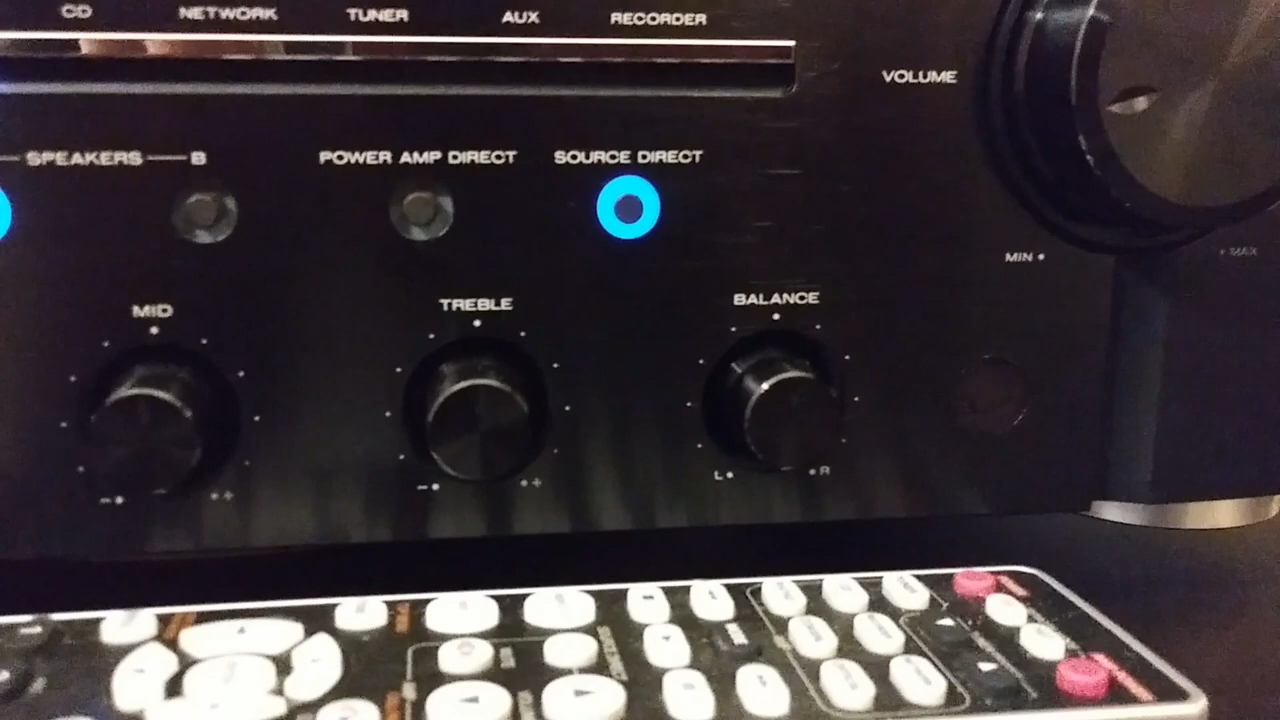 CD NETWORK TUNER AUX RECORDER
VOLUME
SPEAKERS B POWER AMP DIRECT SOURCE DIRECT
MIN MAX
MID TREBLE BALANCE
- + - + L R